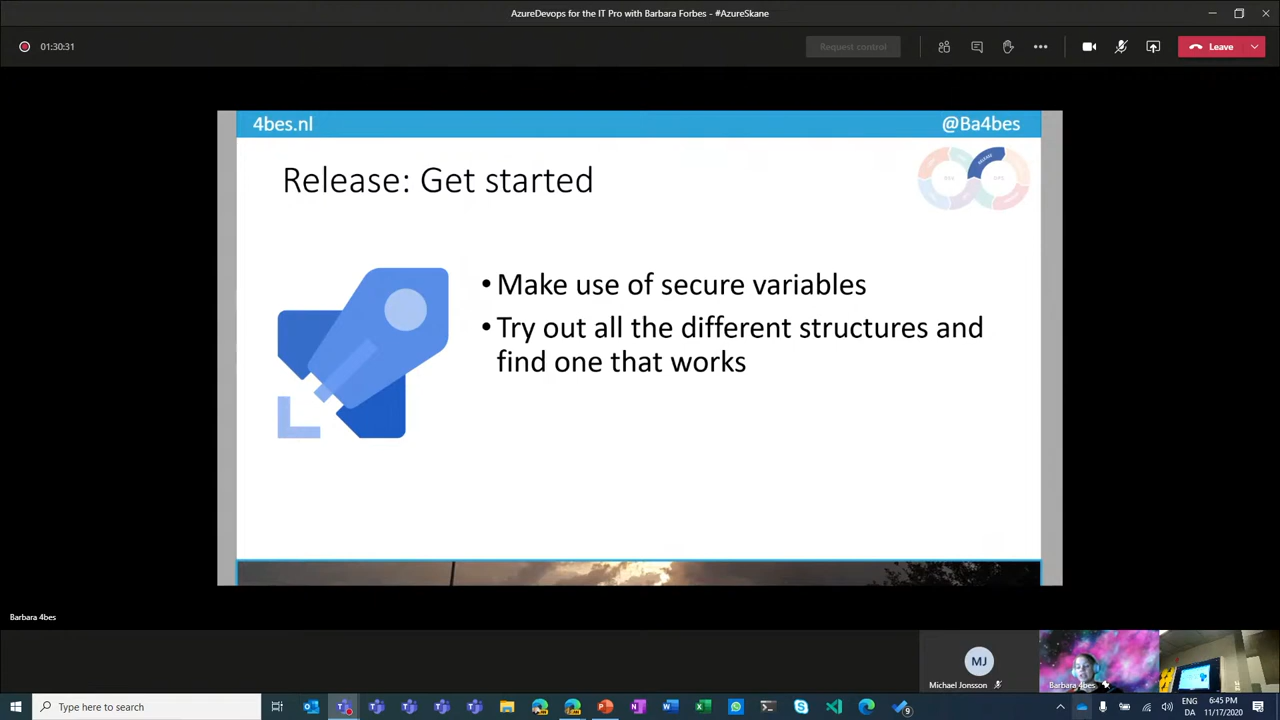 AzureDevops for the IT Pro with Barbara Forbes - #AzureSkane
01:30:31
Request control
Leave
4bes.nl
@Ba4bes
Release: Get started
• Make use of secure variables
• Try out all the different structures and
find one that works
Barbara 4bes
MJ
Michael Jonsson
Barbara 4bes
Type here to search
9
ENG
DA
6:45 PM
11/17/2020